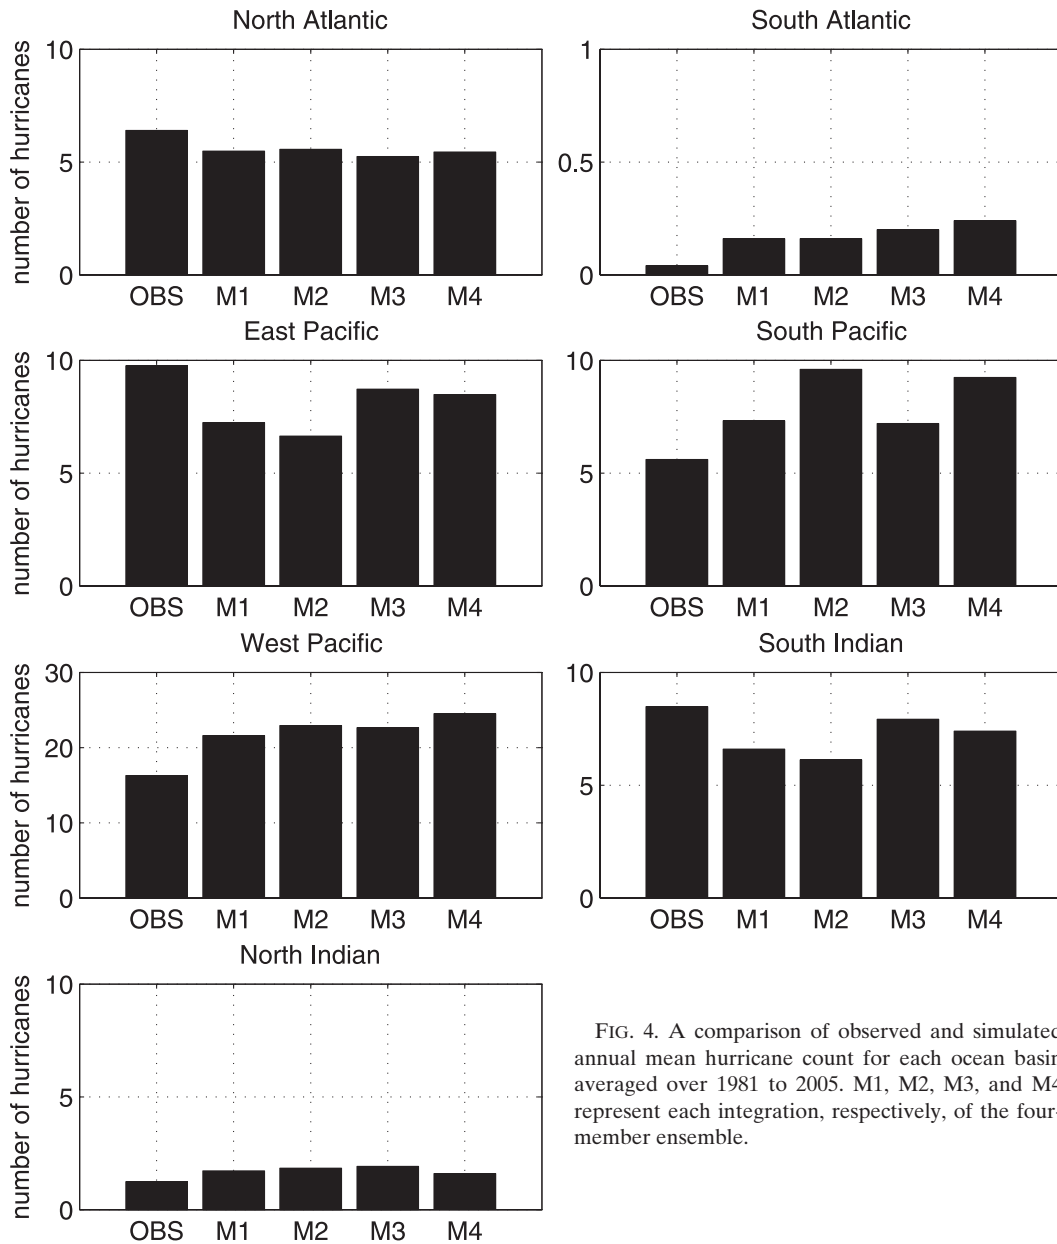 North Atlantic
number of hurricanes
10
5
0
OBS M1 M2 M3 M4
South Atlantic
1
0.5
0
OBS M1 M2 M3 M4
East Pacific
number of hurricanes
10
5
0
OBS M1 M2 M3 M4
South Pacific
10
5
0
OBS M1 M2 M3 M4
West Pacific
number of hurricanes
30
20
10
0
OBS M1 M2 M3 M4
South Indian
10
5
0
OBS M1 M2 M3 M4
North Indian
number of hurricanes
10
5
0
OBS M1 M2 M3 M4
FIG. 4. A comparison of observed and simulated
annual mean hurricane count for each ocean basin
averaged over 1981 to 2005. M1, M2, M3, and M4
represent each integration, respectively, of the four-
member ensemble.